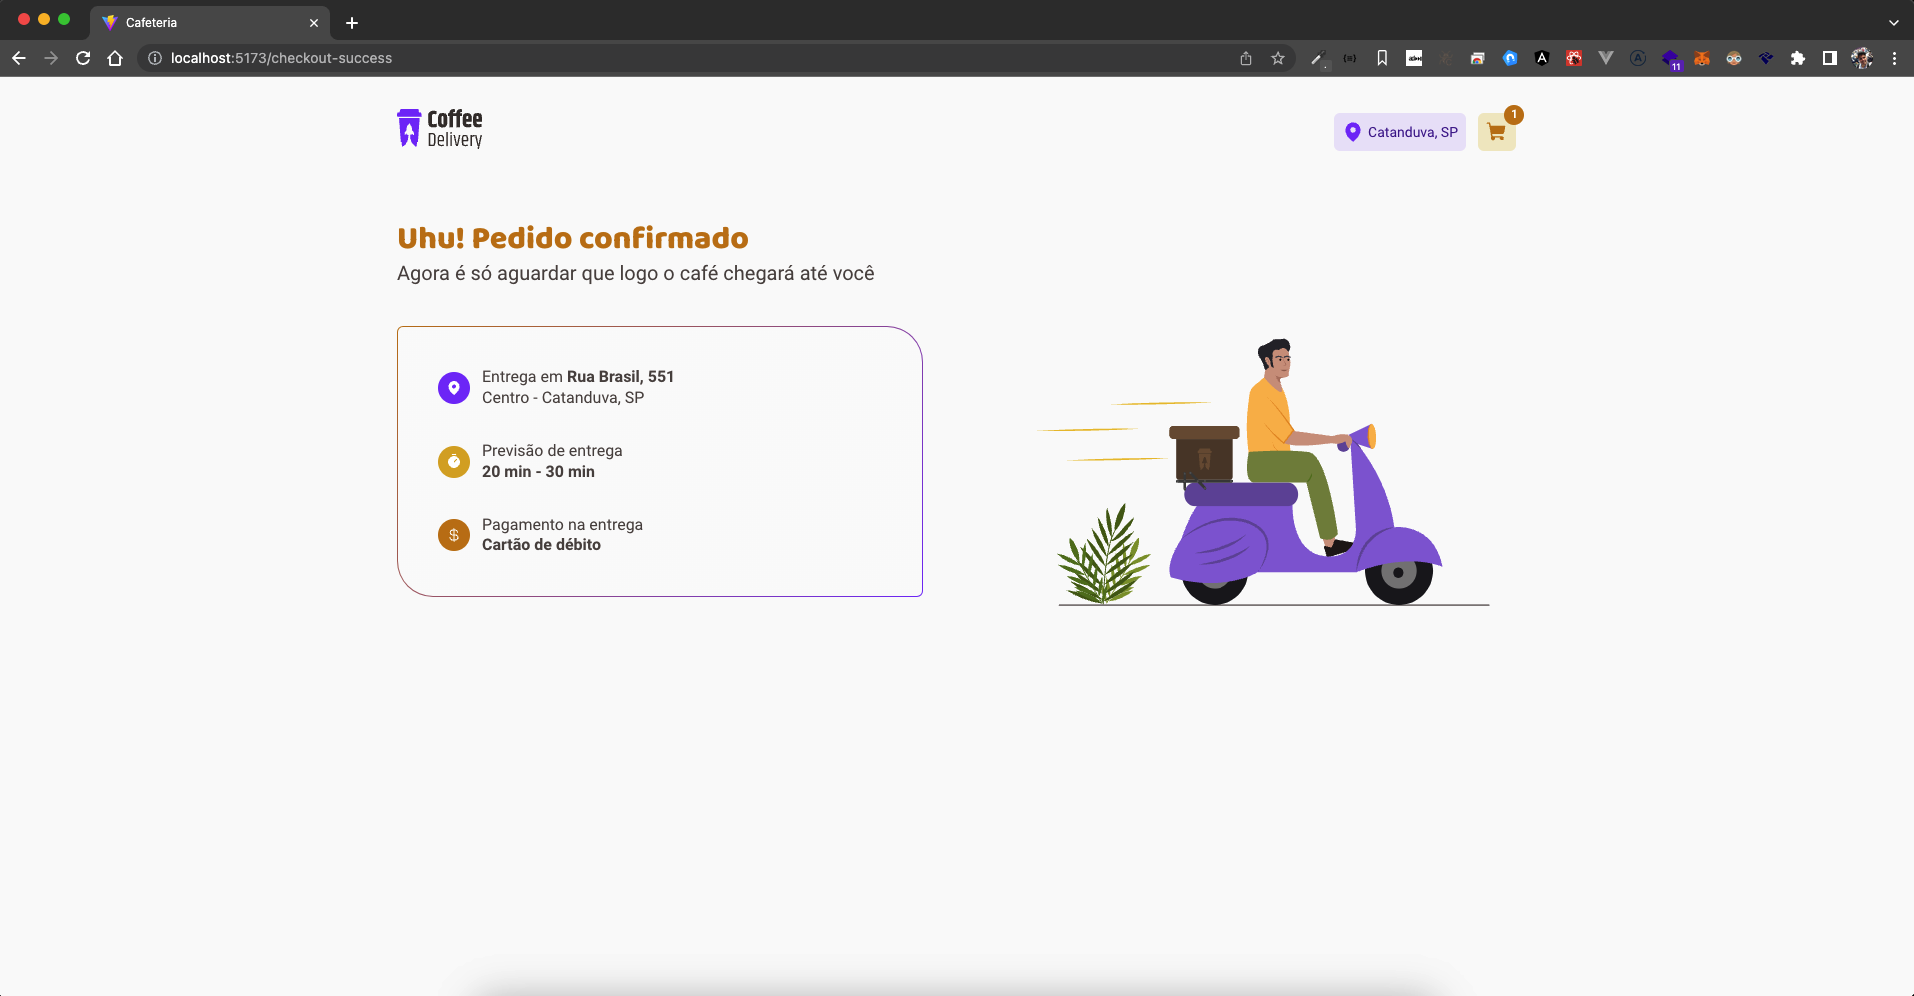 Cafeteria
localhost:5173/checkout-success
11
Coffee
Delivery
Catanduva, SP
1
Uhu! Pedido confirmado
Agora é só aguardar que logo o café chegará até você
Entrega em Rua Brasil, 551
Centro - Catanduva, SP
Previsão de entrega
20 min - 30 min
Pagamento na entrega
Cartão de débito